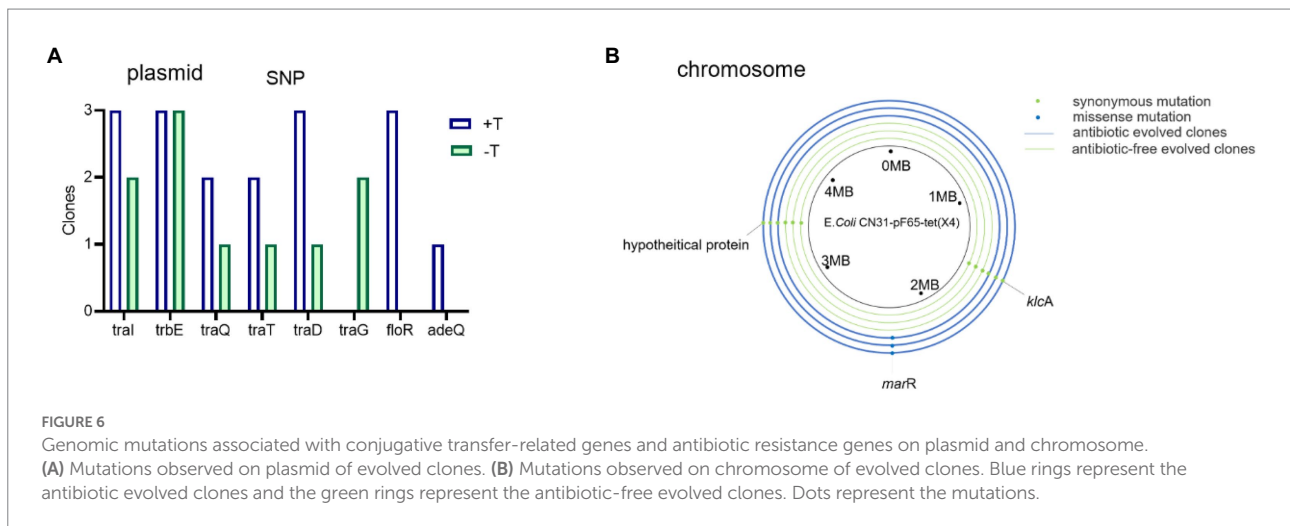 A
plasmid SNP
3
2
1
0
Clones
+T
-T
traI trbE traQ traT traD traG floR adeQ
B
chromosome
synonymous mutation
missense mutation
antibiotic evolved clones
antibiotic-free evolved clones
0MB
1MB
4MB
E.Coli CN31-pF65-tet(X4)
3MB
2MB
hypotheitical protein
klcA
marR
FIGURE 6
Genomic mutations associated with conjugative transfer-related genes and antibiotic resistance genes on plasmid and chromosome.
(A) Mutations observed on plasmid of evolved clones. (B) Mutations observed on chromosome of evolved clones. Blue rings represent the
antibiotic evolved clones and the green rings represent the antibiotic-free evolved clones. Dots represent the mutations.